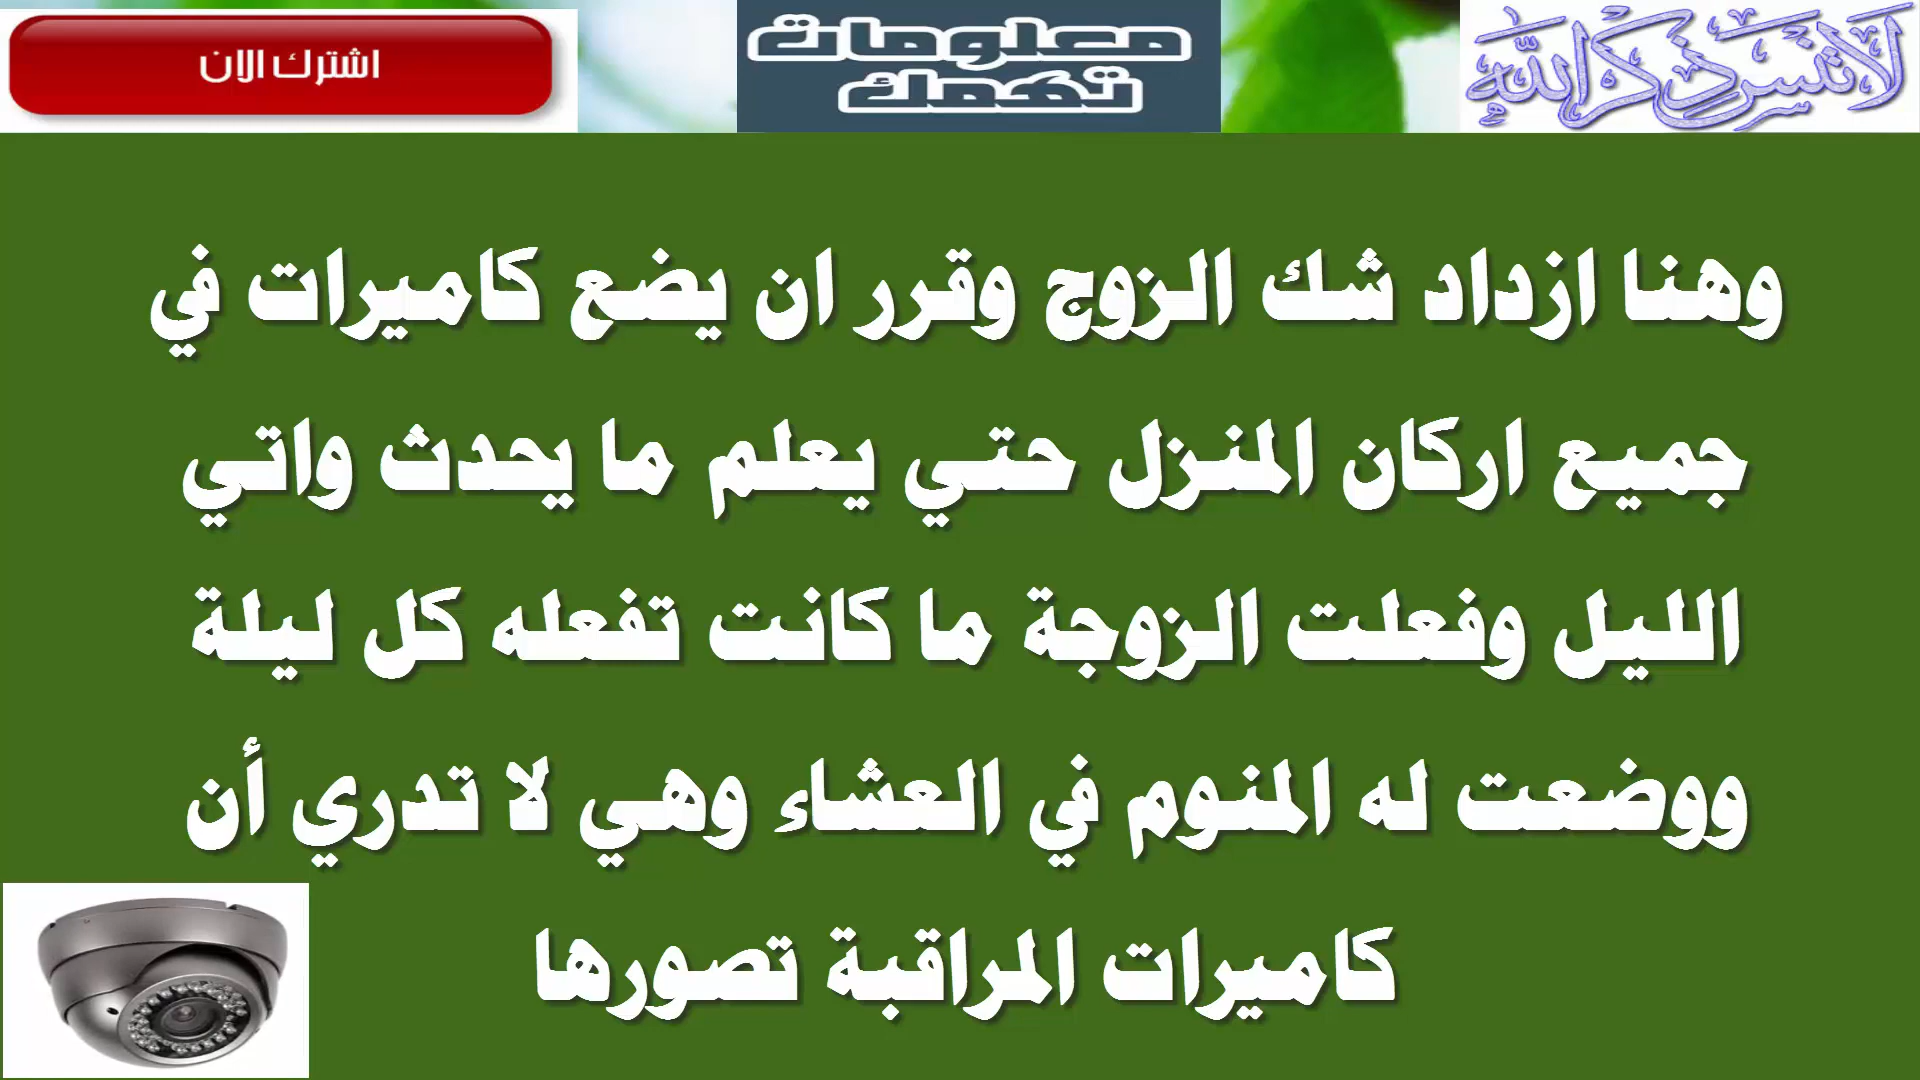 لا تنس ذكر الله
معلومات
تهمك
اشترك الان
وهنا ازداد شك الزوج وقرر ان يضع كاميرات في
جميع اركان المنزل حتي يعلم ما يحدث واتي
الليل وفعلت الزوجة ما كانت تفعله كل ليلة
ووضعت له المنوم في العشاء وهي لا تدري أن
كاميرات المراقبة تصورها